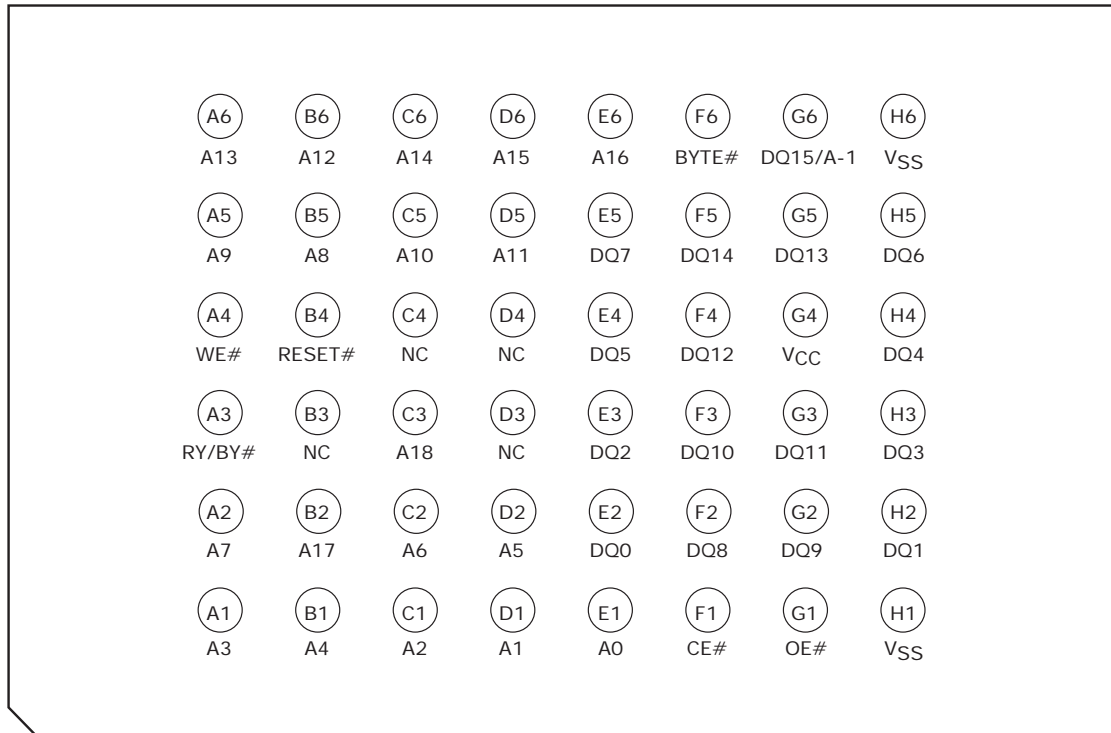 A6 B6 C6 D6 E6 F6 G6 H6
A13 A12 A14 A15 A16 BYTE# DQ15/A-1 VSS
A5 B5 C5 D5 E5 F5 G5 H5
A9 A8 A10 A11 DQ7 DQ14 DQ13 DQ6
A4 B4 C4 D4 E4 F4 G4 H4
WE# RESET# NC NC DQ5 DQ12 VCC DQ4
A3 B3 C3 D3 E3 F3 G3 H3
RY/BY# NC A18 NC DQ2 DQ10 DQ11 DQ3
A2 B2 C2 D2 E2 F2 G2 H2
A7 A17 A6 A5 DQ0 DQ8 DQ9 DQ1
A1 B1 C1 D1 E1 F1 G1 H1
A3 A4 A2 A1 A0 CE# OE# VSS